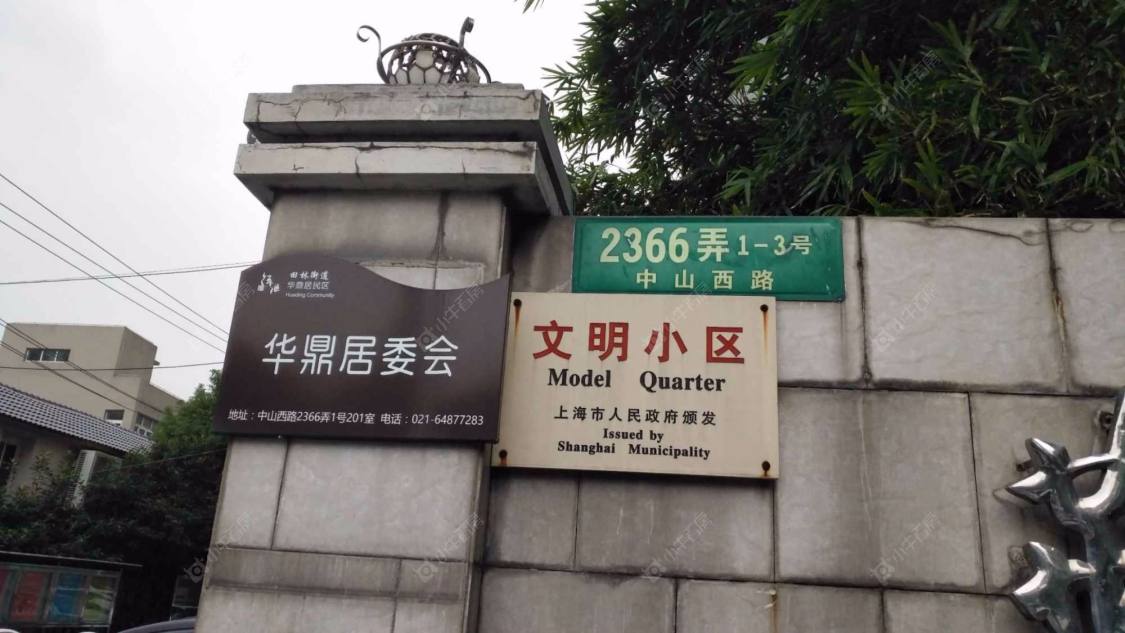 2366弄 1-3号
中山西路
田林街道
华鼎居民区
Huading Community
华鼎居委会
地址：中山西路2366弄1号201室 电话：021-64877283
文明小区
Model Quarter
上海市人民政府颁发
Issued by
Shanghai Municipality